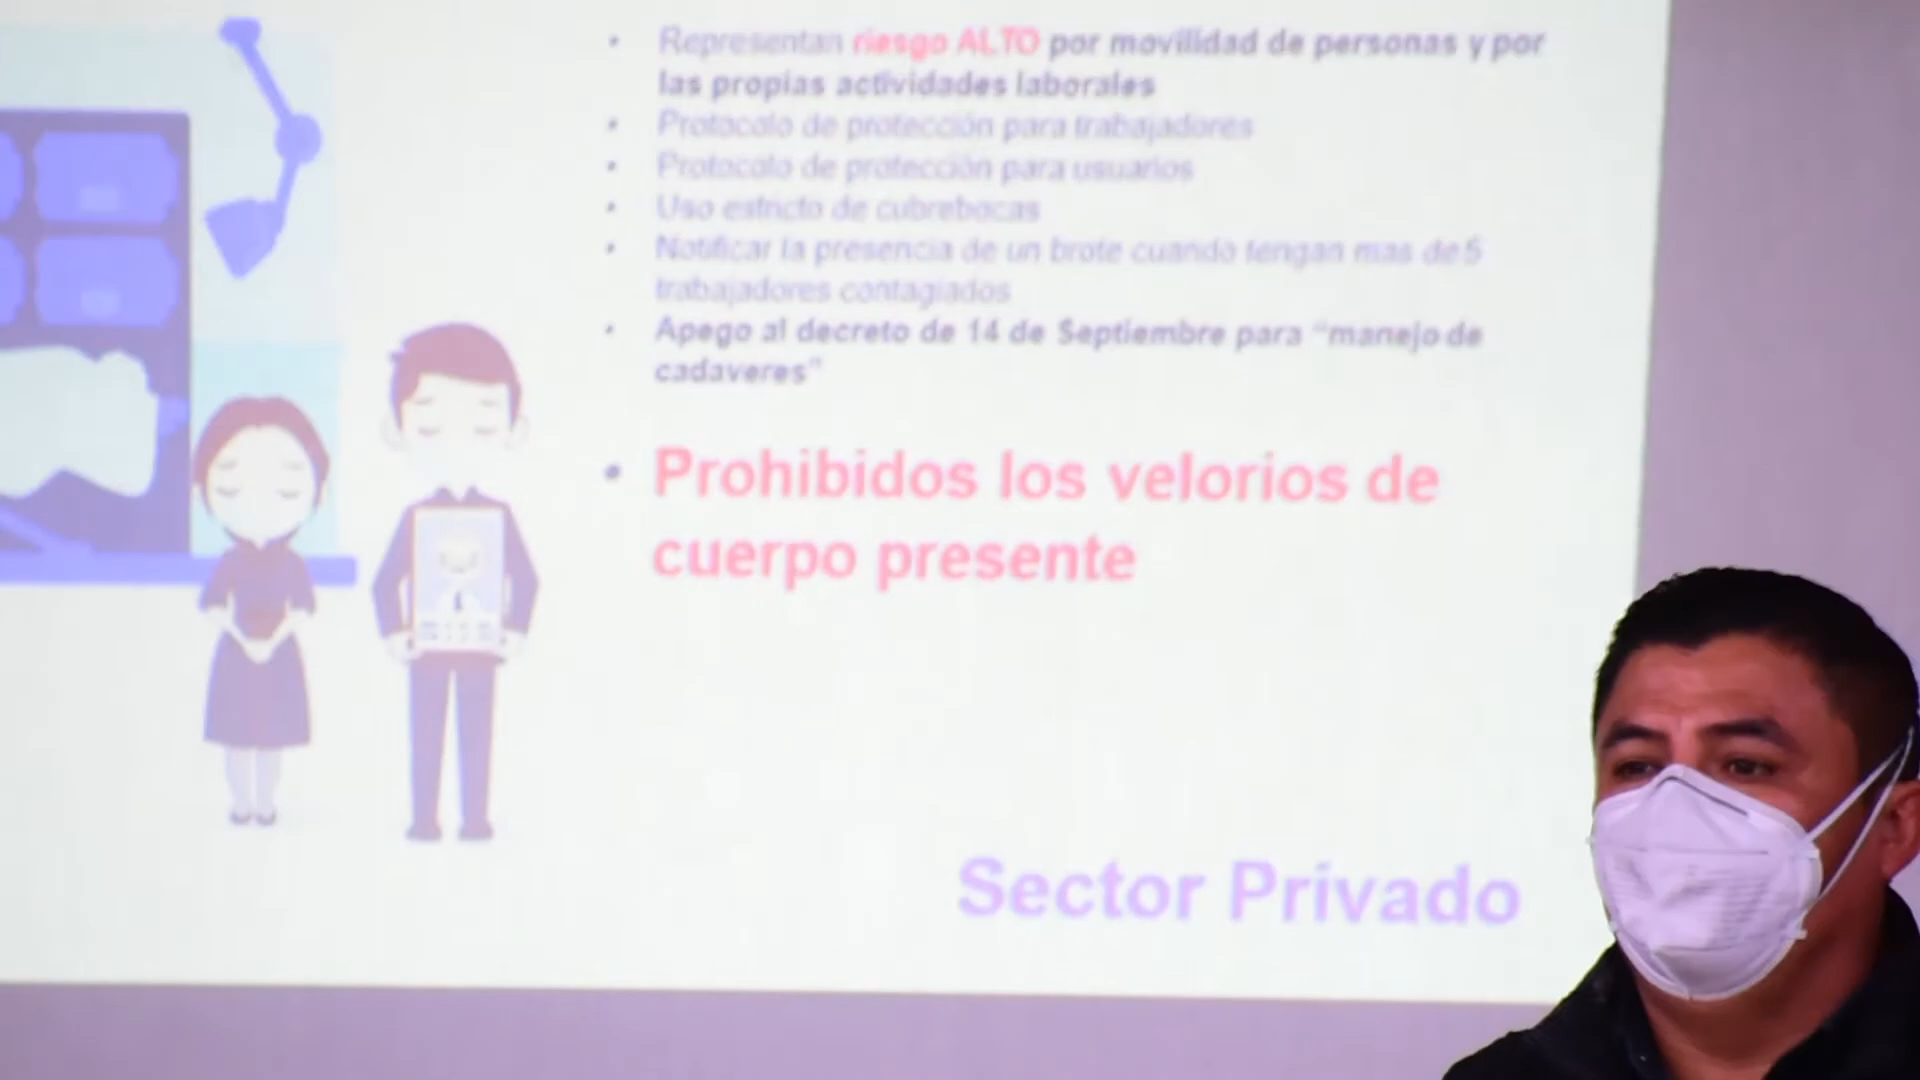 Representan riesgo ALTO por movilidad de personas y por
las propias actividades laborales
Protocolo de protección para trabajadores
Protocolo de protección para usuarios
Uso estricto de cubrebocas
Notificar la presencia de un brote cuando tengan mas de 5
trabajadores contagiados
Apego al decreto de 14 de Septiembre para “manejo de
cadaveres”
Prohibidos los velorios de
cuerpo presente
Sector Privado